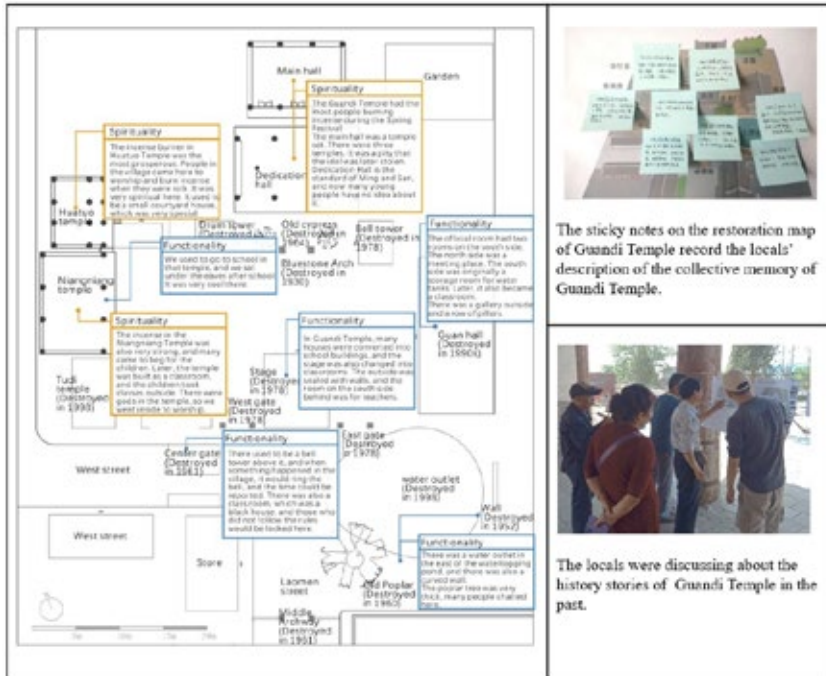 Main hall
Garden
Spirituality
The Guandi Temple had the
most people burning
incense during the Spring
Festival
The main hall was a temple
. There were three
temples. It was a pity that
the idol was later stolen.
Dedication Hall is the
standard of Ming and
and now many young
people have no idea about
it.
Spirituality
The incense burner in
Huatuo Temple was the
most prosperous. People in
the village came here to
worship and burn incense
when they were sick. It was
very spiritual here. It used to
be a small courtyard house,
which was very special
Dedication
hall
Huatuo
temple
Drum tower
(Destroyed in
1964)
Old cypress
(Destroyed
Bell tower
(Destroyed in
1978)
Bluestone Arch
(Destroyed in
1930)
Functionality
We used to go to school in
that temple, and we sat
under the eaves after school.
It was very cool there
Functionality
The official room had two
rooms on the south side.
The north side was a
meeting place. The south
side was originally a
storage room for water
tanks. Later, it also became
a classroom.
There was a gallery outside
and a row of pillars.
Niangniang
temple
Spirituality
The incense in the
Niangniang Temple was
also very strong, and many
came to beg for the
children. Later, the temple
was built as a classroom,
and the children took
classes outside. There were
gods in the temple, so we
went inside to worship.
Functionality
In Guandi Temple, many
houses were converted into
school buildings, and the
stage was also changed into
classrooms. The outside was
sealed with walls, and the
room on the south side
behind was for teachers.
Guan hall
(Destroyed
in 1990s)
Stage
(Destroyed
in 1978)
Tudi
temple
(Destroyed
in 1990)
West gate
(Destroyed
in 1978)
East gate
(Destroyed
in 1978)
Center gate
(Destroyed
in 1961)
Functionality
There used to be a bell
tower above it, and when
something happened in the
village, it would ring the
bell, and the time could be
reported. There was also a
classroom, which was a
black house, and those who
did not follow the rules
would be locked here.
West street
water outlet
(Destroyed
in 1998)
Wall
(Destroyed
in 1952)
West street
Store
Functionality
There was a water outlet in
the east of the waterlogging
pond, and there was also a
curved wall.
The poplar tree was very
thick, many people chatted
here.
Laomen
street
Old Poplar
(Destroyed
in 1960)
Middle
Archway
(Destroyed in
1961)
The sticky notes on the restoration map
of Guandi Temple record the locals'
description of the collective memory of
Guandi Temple.
The locals were discussing about the
history stories of Guandi Temple in the
past.